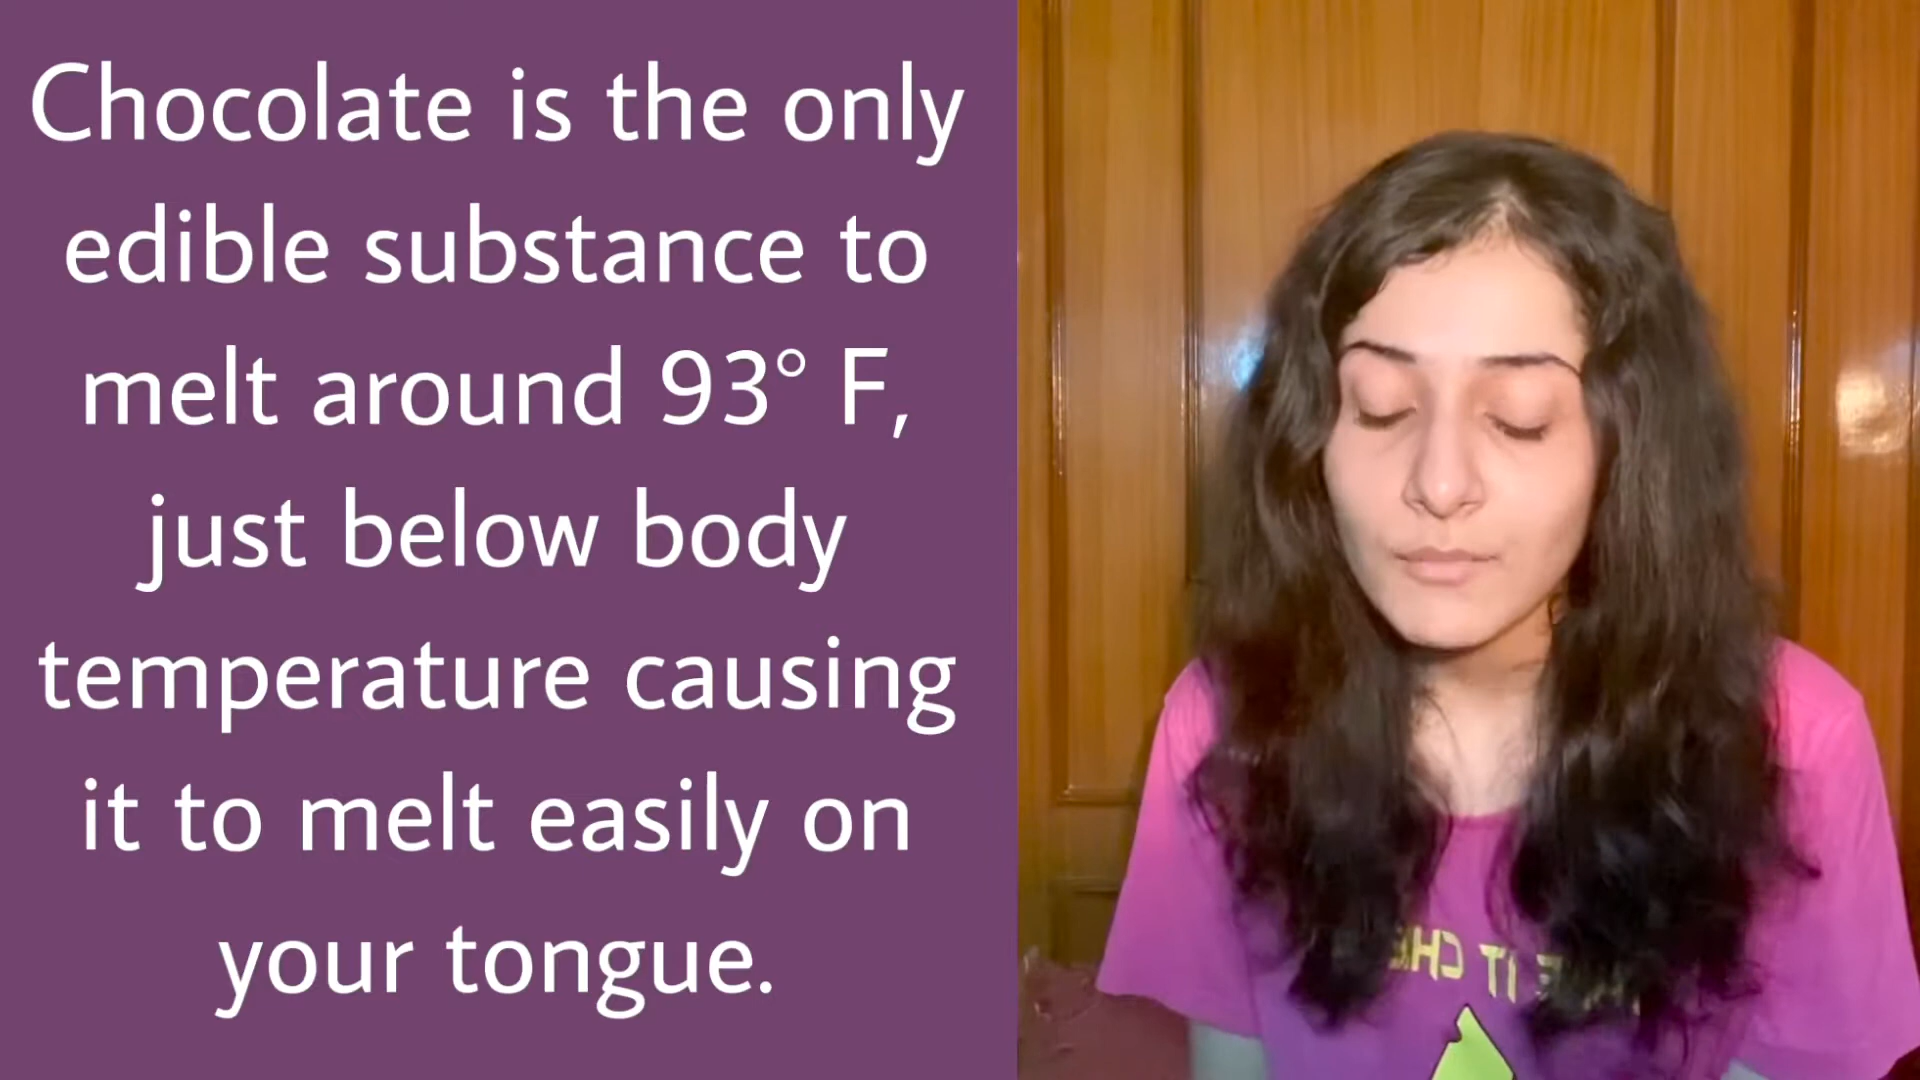 Chocolate is the only
edible substance to
melt around 93° F,
just below body
temperature causing
it to melt easily on
your tongue.
IT